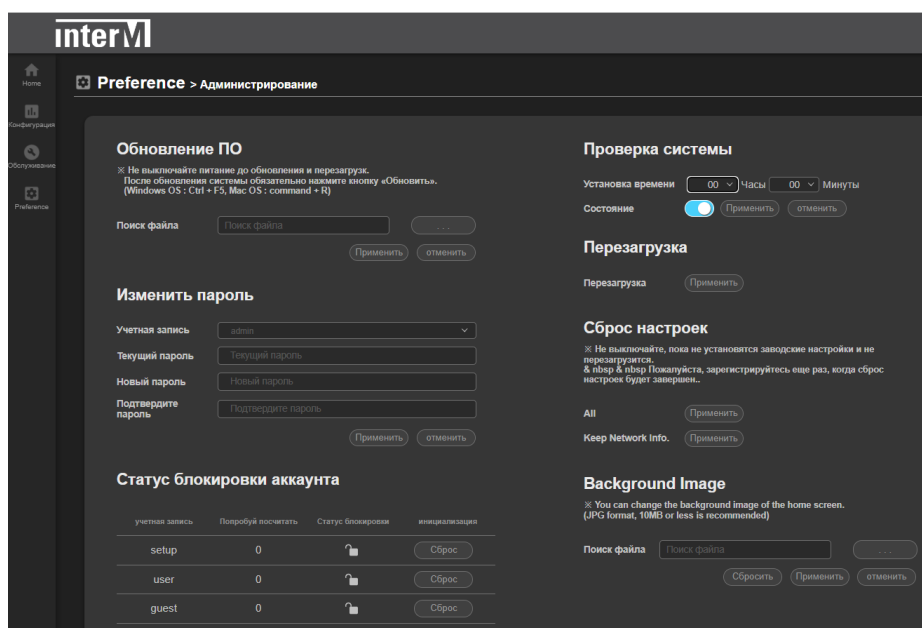 interM
Home
Конфигурация
Обслуживание
Preference
Preference > Администрирование
Обновление ПО
※ Не выключайте питание до обновления и перезагрузк.
После обновления системы обязательно нажмите кнопку «Обновить».
(Windows OS : Ctrl + F5, Mac OS : command + R)
Поиск файла Поиск файла ...
Применить отменить
Изменить пароль
Учетная запись admin
Текущий пароль Текущий пароль
Новый пароль Новый пароль
Подтвердите
пароль Подтвердите пароль
Применить отменить
Статус блокировки аккаунта
учетная запись Попробуй посчитать Статус блокировки инициализация
setup 0 Сброс
user 0 Сброс
guest 0 Сброс
Проверка системы
Установка времени 00 Часы 00 Минуты
Состояние Применить отменить
Перезагрузка
Перезагрузка Применить
Сброс настроек
※ Не выключайте, пока не установятся заводские настройки и не
перезагрузится.
& nbsp & nbsp Пожалуйста, зарегистрируйтесь еще раз, когда сброс
настроек будет завершен..
All Применить
Keep Network Info. Применить
Background Image
※ You can change the background image of the home screen.
(JPG format, 10MB or less is recommended)
Поиск файла Поиск файла ...
Сбросить Применить отменить